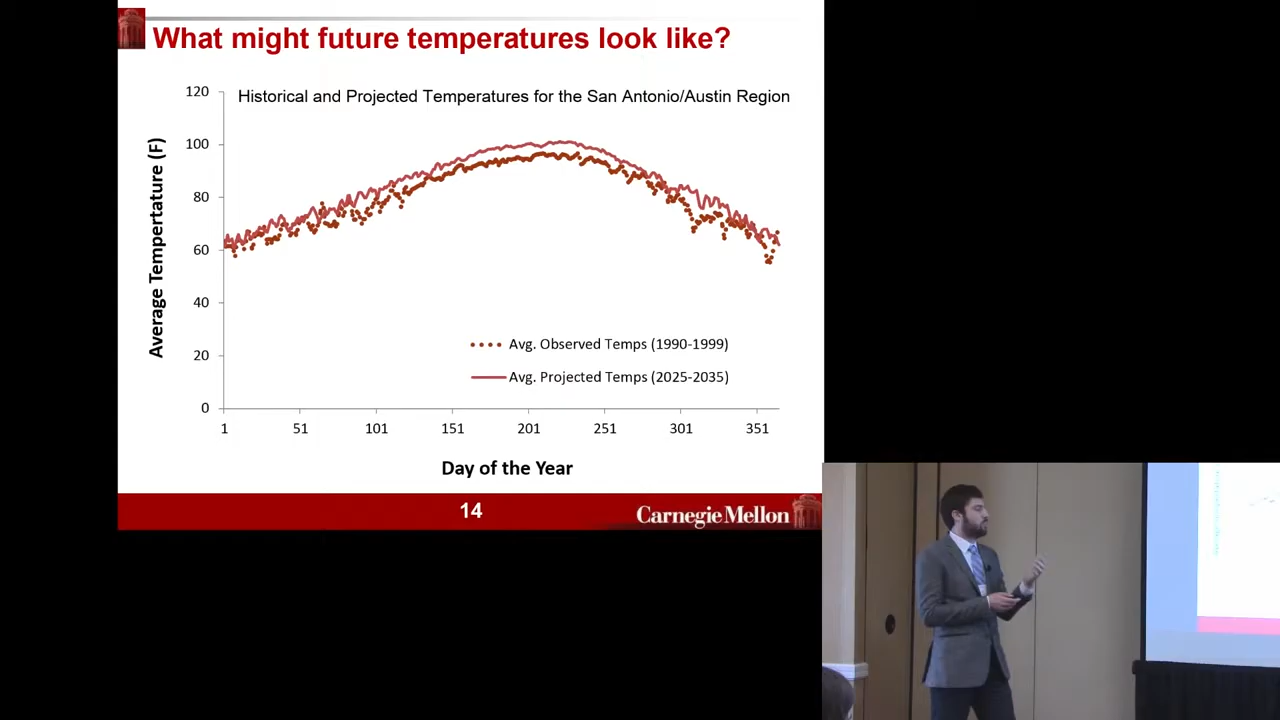 What might future temperatures look like?
Historical and Projected Temperatures for the San Antonio/Austin Region
Average Tempertature (F)
120
100
80
60
40
20
0
Avg. Observed Temps (1990-1999)
Avg. Projected Temps (2025-2035)
1 51 101 151 201 251 301 351
Day of the Year
14
Carnegie Mellon